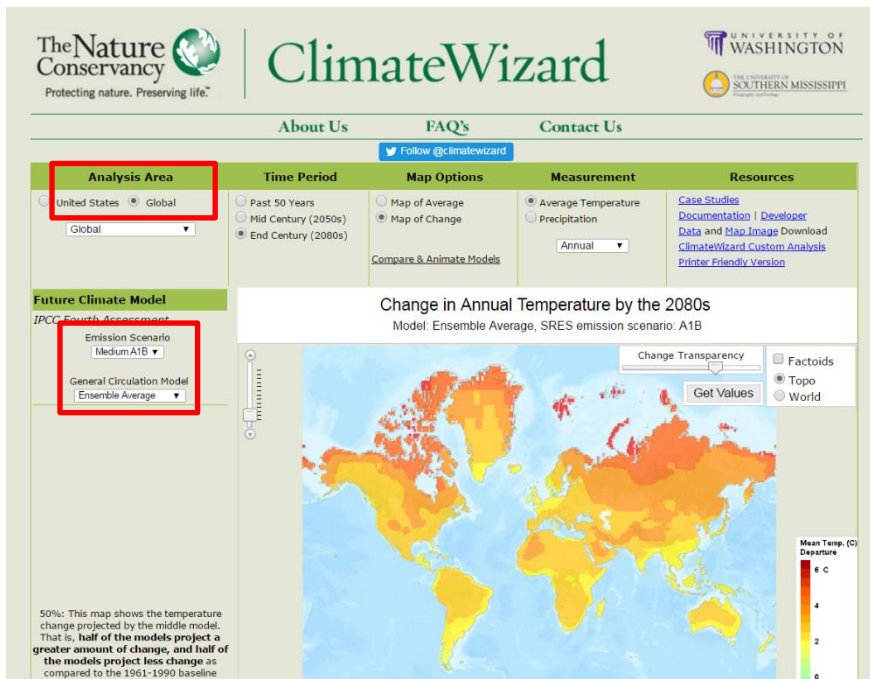 The Nature
Conservancy
Protecting nature. Preserving life.™
ClimateWizard
UNIVERSITY OF
WASHINGTON
THE UNIVERSITY OF
SOUTHERN MISSISSIPPI
About Us FAQ's Contact Us
Follow @climatewizard
Analysis Area Time Period Map Options Measurement Resources
United States Global
Global
Past 50 Years
Mid Century (2050s)
End Century (2080s)
Map of Average
Map of Change
Compare & Animate Models
Average Temperature
Precipitation
Annual
Case Studies
Documentation | Developer
Data and Map Image Download
ClimateWizard Custom Analysis
Printer Friendly Version
Future Climate Model
IPCC Fourth Assessment
Emission Scenario
Medium A1B
General Circulation Model
Ensemble Average
Change in Annual Temperature by the 2080s
Model: Ensemble Average, SRES emission scenario: A1B
Change Transparency
Get Values
Factoids
Topo
World
Mean Temp. (C)
Departure
6 C
4
2
0
50%: This map shows the temperature
change projected by the middle model.
That is, half of the models project a
greater amount of change, and half of
the models project less change as
compared to the 1961-1990 baseline